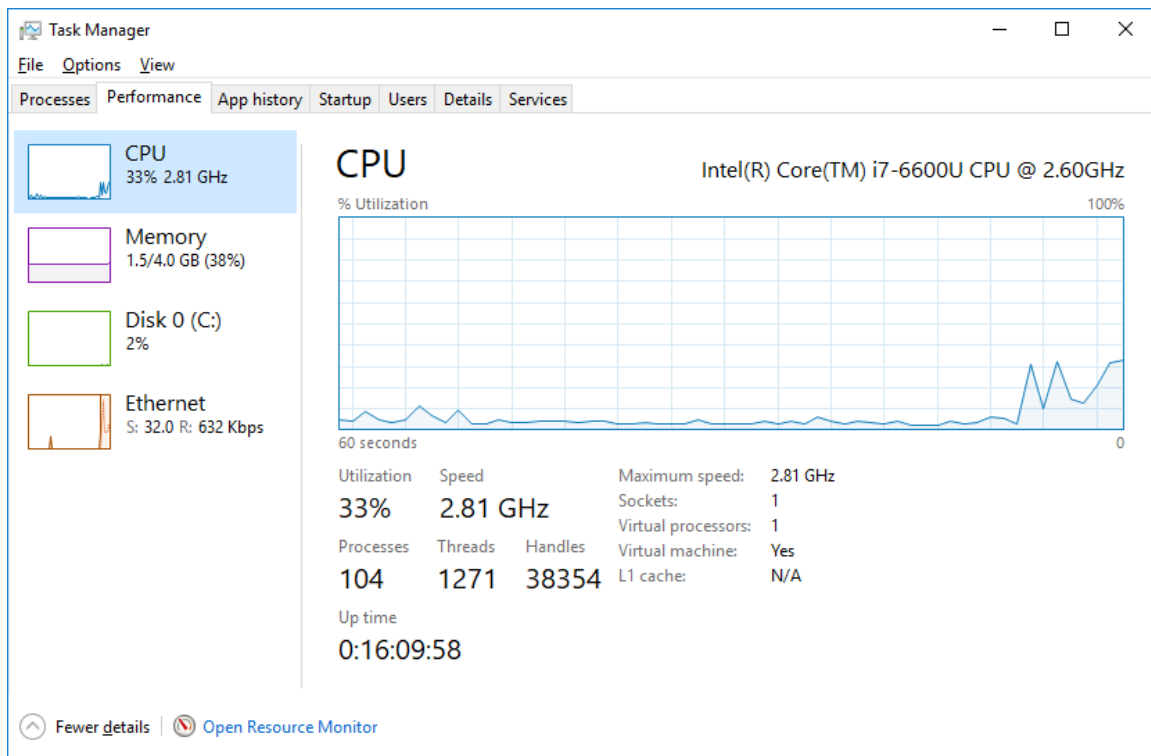 Task Manager
File Options View
Processes Performance App history Startup Users Details Services
CPU
33% 2.81 GHz
Memory
1.5/4.0 GB (38%)
Disk 0 (C:)
2%
Ethernet
S: 32.0 R: 632 Kbps
CPU Intel(R) Core(TM) i7-6600U CPU @ 2.60GHz
% Utilization 100%
60 seconds 0
Utilization Speed
33% 2.81 GHz
Processes Threads Handles
104 1271 38354
Up time
0:16:09:58
Maximum speed: 2.81 GHz
Sockets: 1
Virtual processors: 1
Virtual machine: Yes
L1 cache: N/A
Fewer details Open Resource Monitor